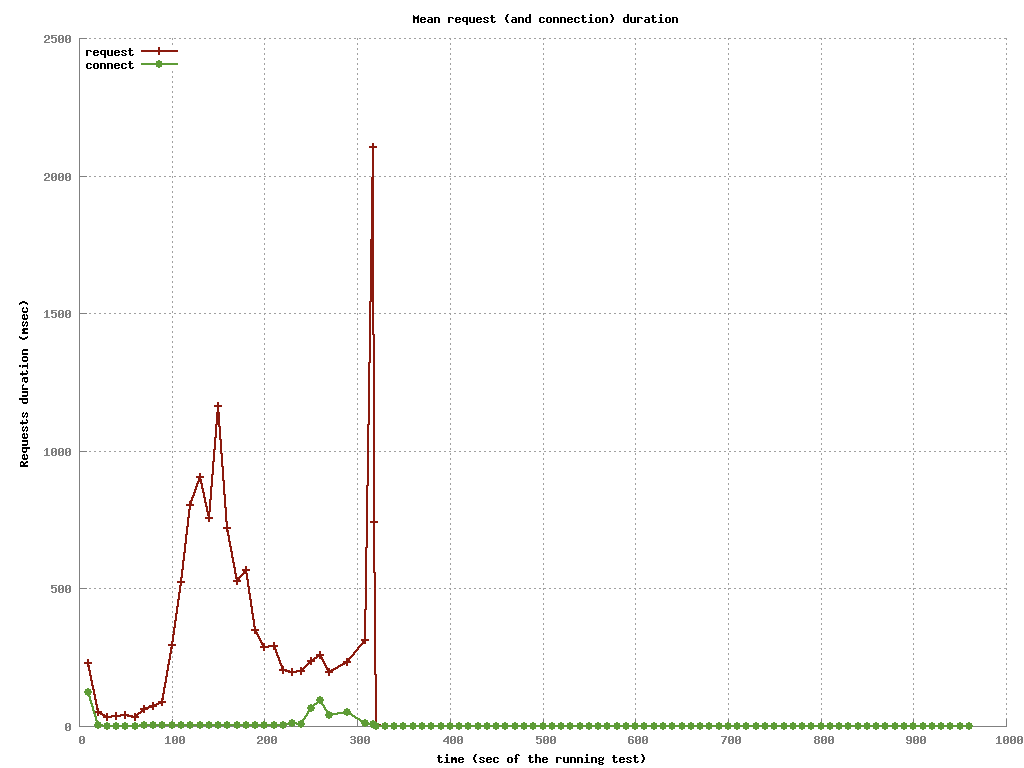 Mean request (and connection) duration
2500
request
connect
2000
1500
Requests duration (msec)
1000
500
0
0 100 200 300 400 500 600 700 800 900 1000
time (sec of the running test)